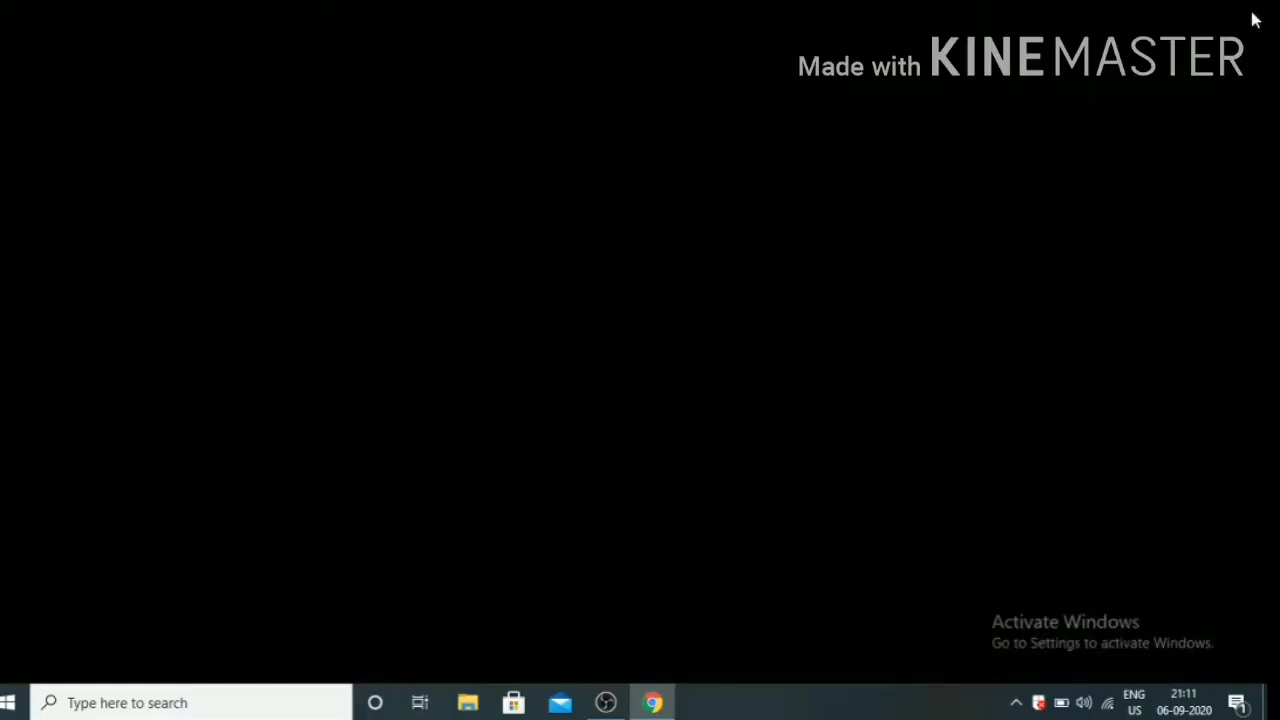 Made with KINEMASTER
Activate Windows
Go to Settings to activate Windows.
Type here to search
ENG
US
21:11
06-09-2020
1